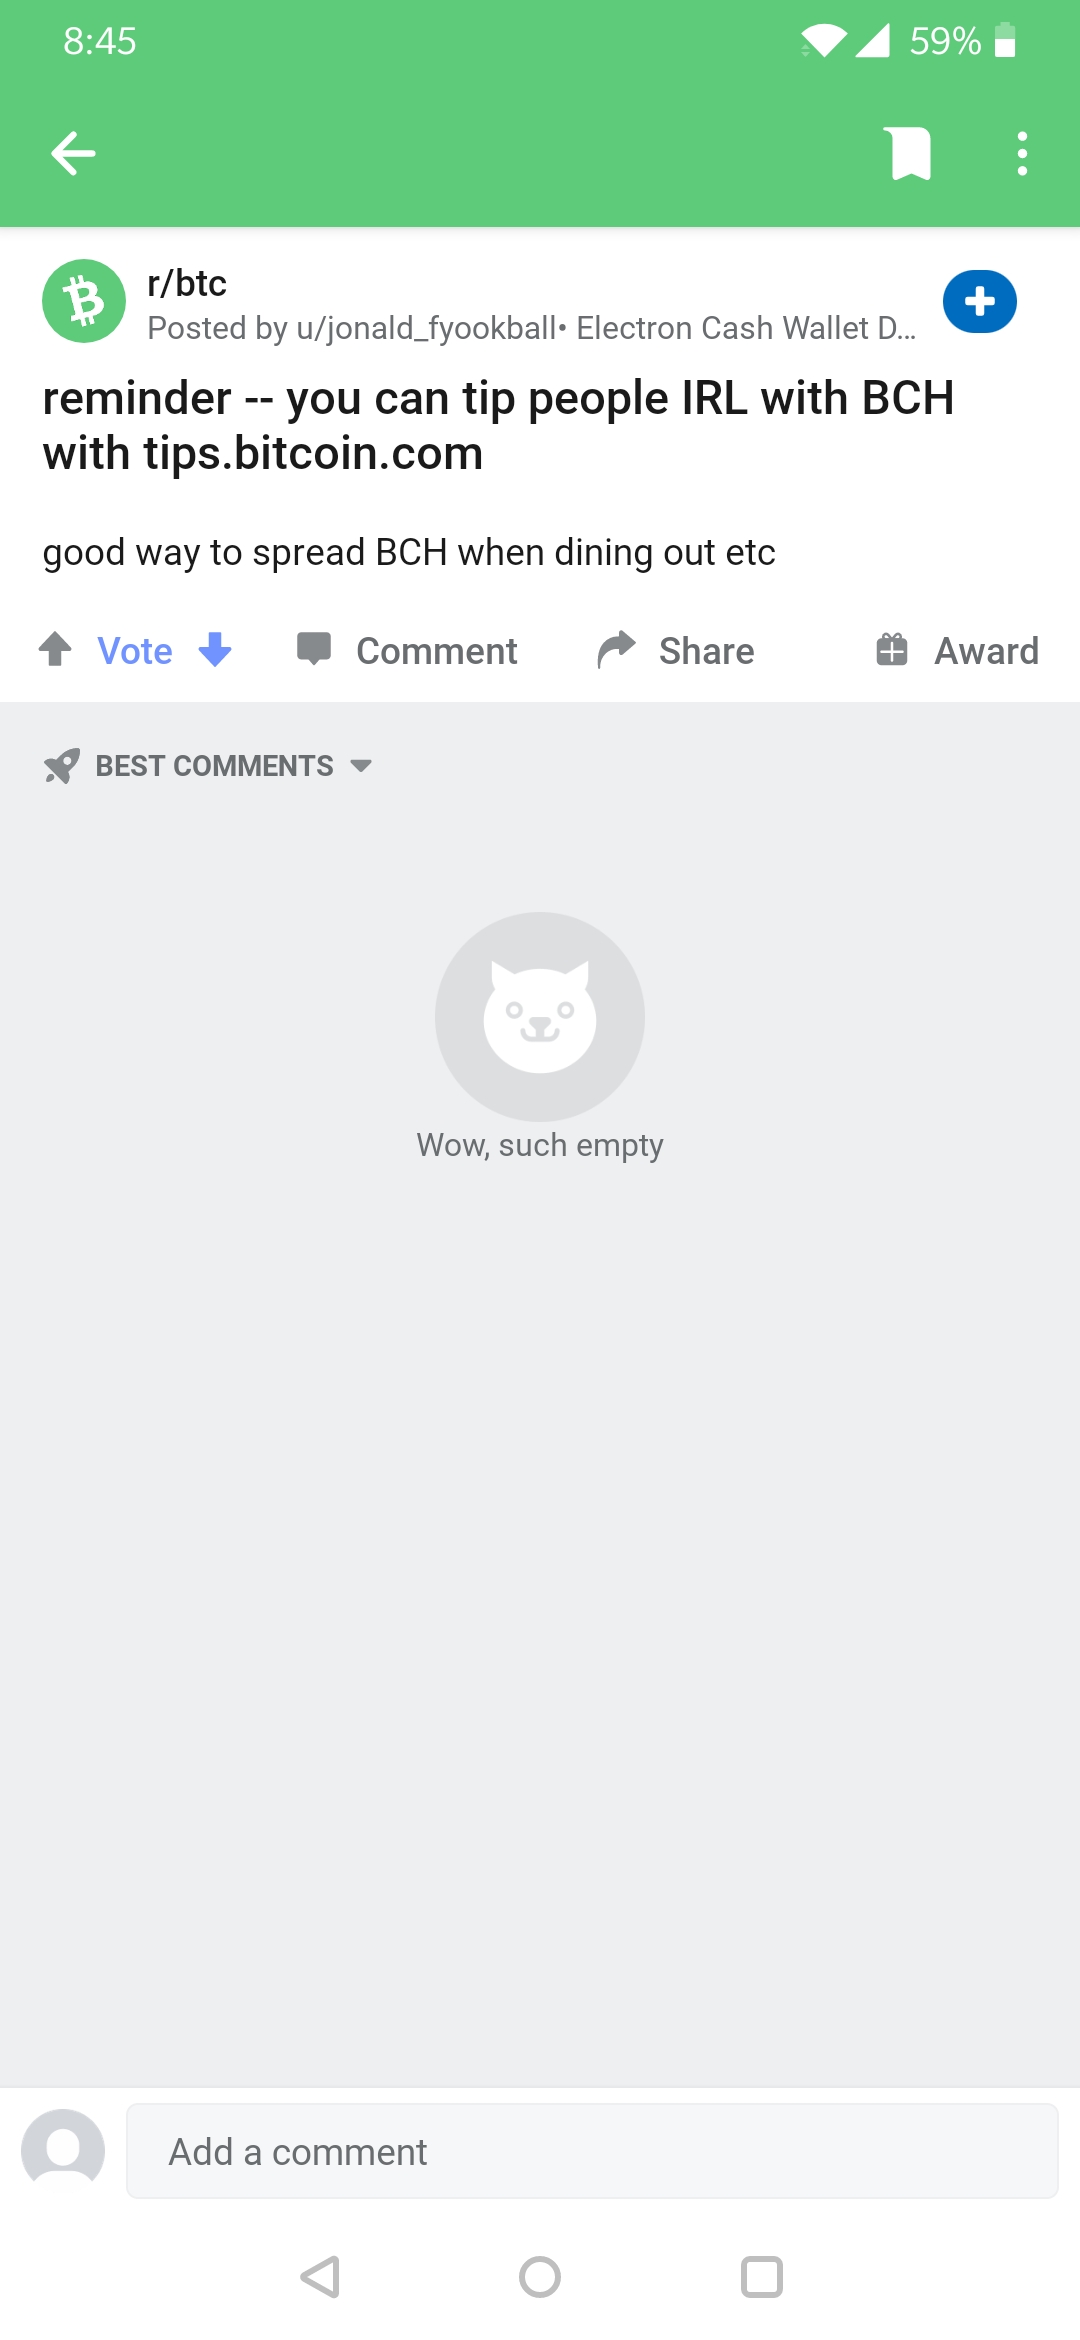 8:45
59%
r/btc
Posted by u/jonald_fyookball• Electron Cash Wallet D...
reminder -- you can tip people IRL with BCH
with tips.bitcoin.com
good way to spread BCH when dining out etc
Vote
Comment
Share
Award
BEST COMMENTS
Wow, such empty
Add a comment